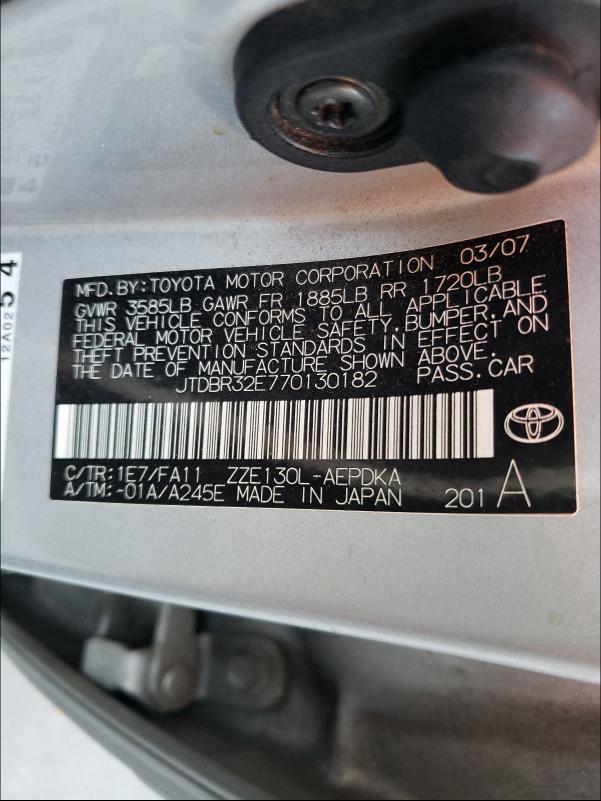 MFD. BY: TOYOTA MOTOR CORPORATION 03/07
GVWR 3585LB GAWR FR 1885LB RR 1720LB
THIS VEHICLE CONFORMS TO ALL APPLICABLE
FEDERAL MOTOR VEHICLE SAFETY, BUMPER, AND
THEFT PREVENTION STANDARDS IN EFFECT ON
THE DATE OF MANUFACTURE SHOWN ABOVE.
JTDBR32E770130182 PASS. CAR
C/TR: 1E7/FA11 ZZE130L-AEPDKA
A/TM: -01A/A245E MADE IN JAPAN 201 A
12A02 54